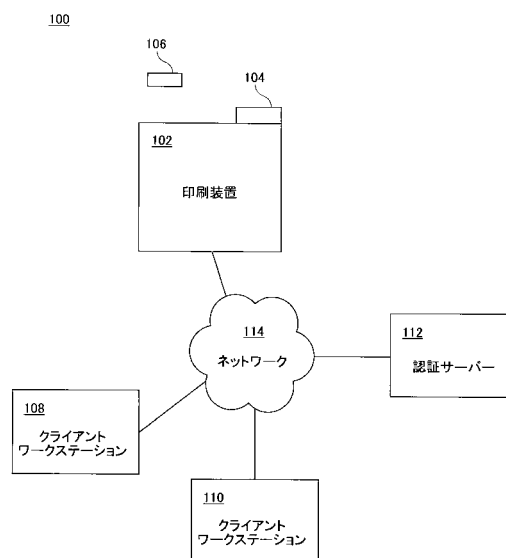 100
106
104
102
印刷装置
114
ネットワーク
112
認証サーバー
108
クライアント
ワークステーション
110
クライアント
ワークステーション